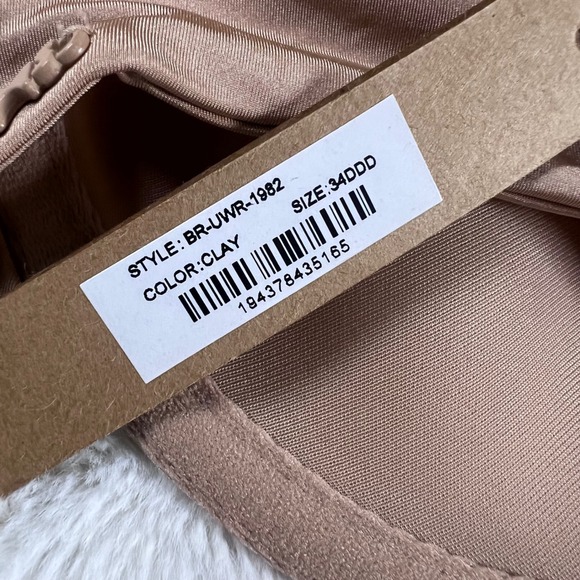 STYLE: BR-UWR-1982
COLOR:CLAY SIZE:34DDD
194378435165